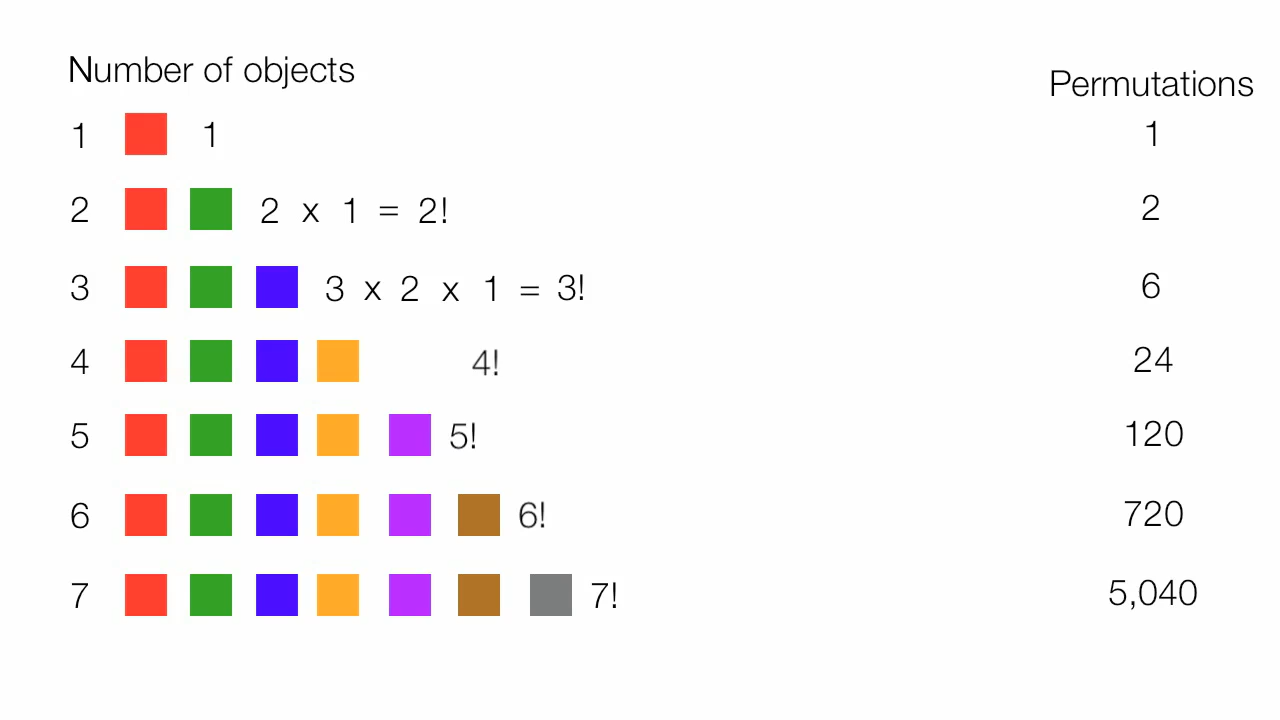 Number of objects
Permutations
1 1 1
2 2 x 1 = 2! 2
3 3 x 2 x 1 = 3! 6
4 4! 24
5 5! 120
6 6! 720
7 7! 5,040